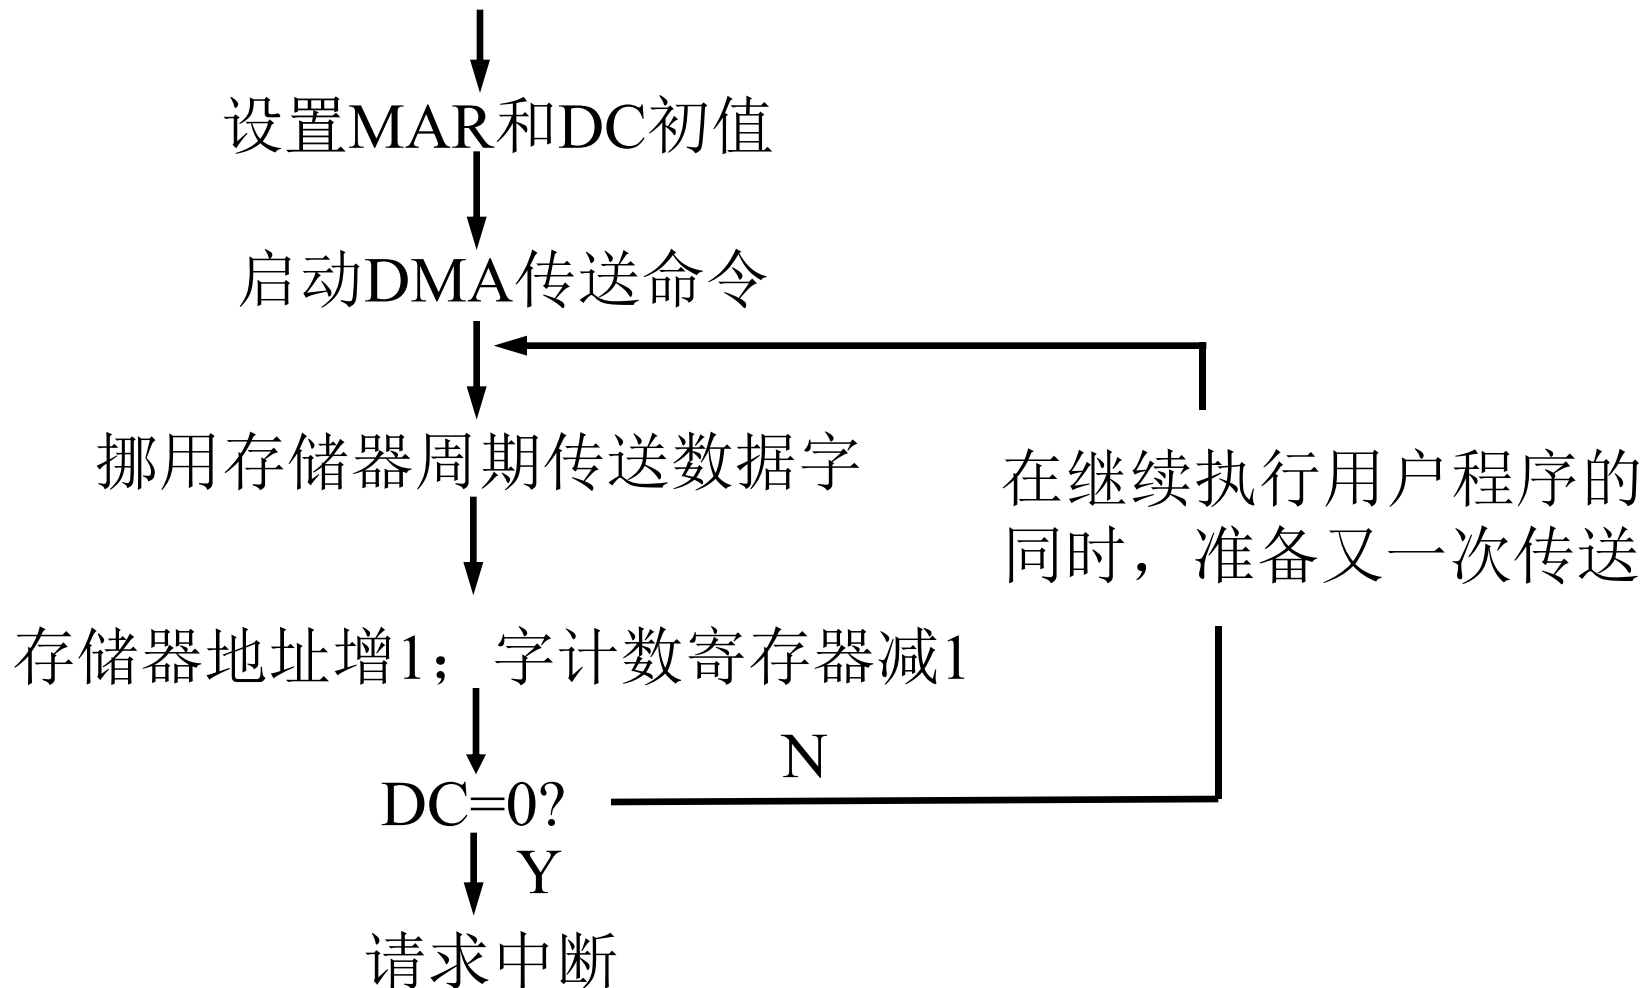 设置MAR和DC初值
启动DMA传送命令
挪用存储器周期传送数据字
在继续执行用户程序的
同时，准备又一次传送
存储器地址增1；字计数寄存器减1
N
DC=0?
Y
请求中断